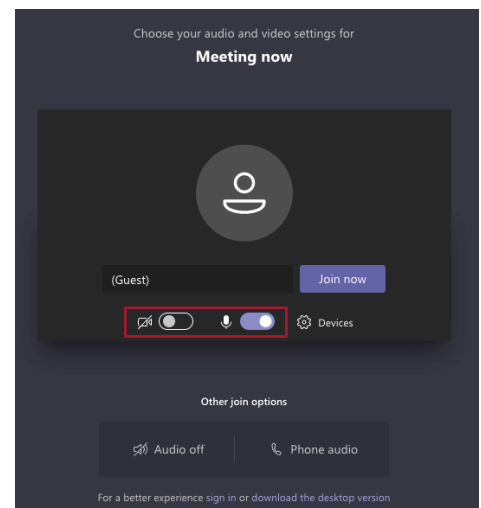 Choose your audio and video settings for
Meeting now
(Guest)
Join now
Devices
Other join options
Audio off
Phone audio
For a better experience sign in or download the desktop version